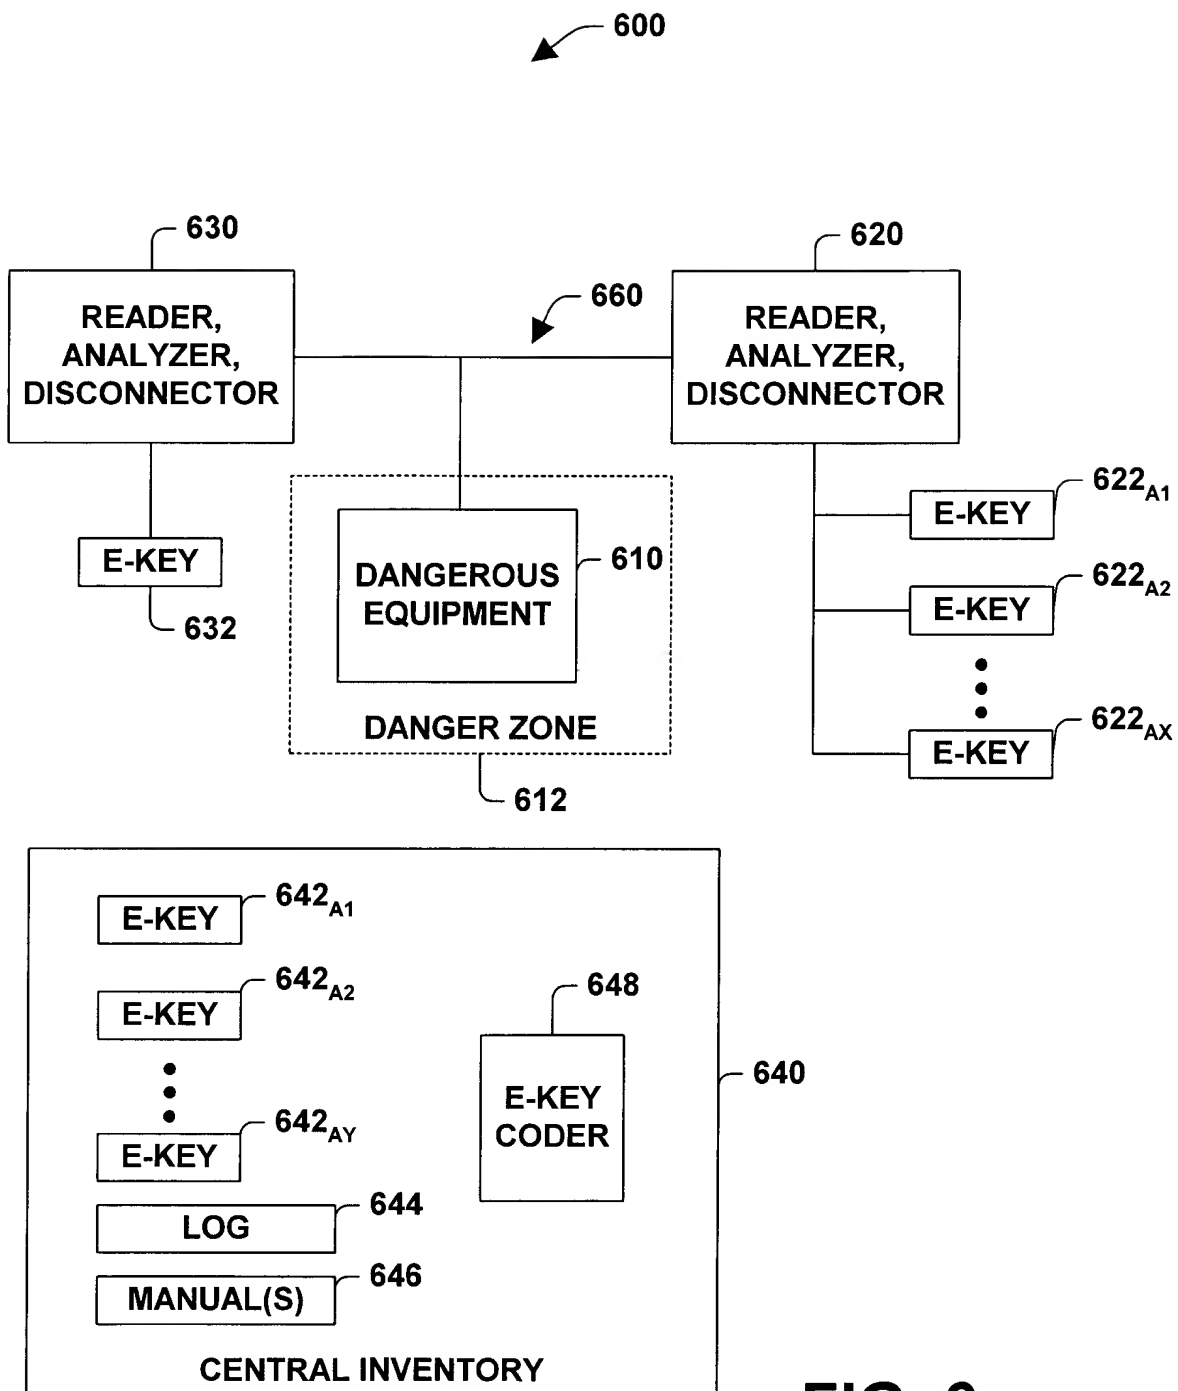 600
630
620
660
READER,
ANALYZER,
DISCONNECTOR
READER,
ANALYZER,
DISCONNECTOR
E-KEY
632
DANGEROUS
EQUIPMENT
610
DANGER ZONE
612
E-KEY
622A1
E-KEY
622A2
E-KEY
622AX
E-KEY
642A1
E-KEY
642A2
E-KEY
642AY
648
E-KEY
CODER
640
LOG
644
MANUAL(S)
646
CENTRAL INVENTORY